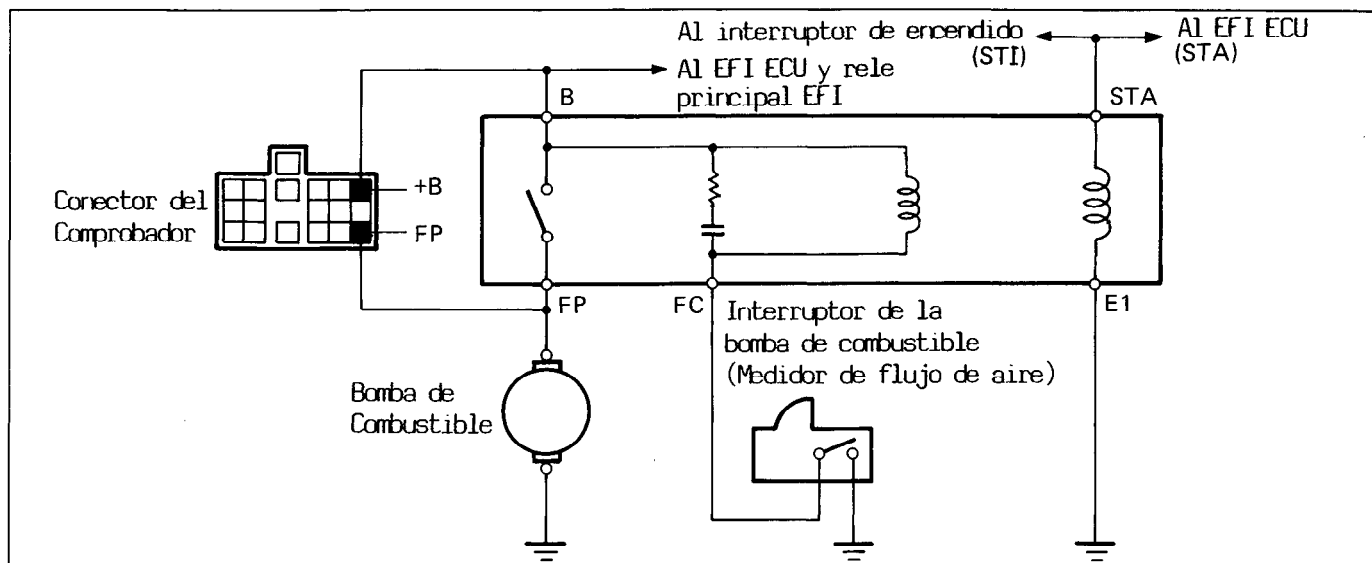 Al interruptor de encendido
(STI)
Al EFI ECU
(STA)
Al EFI ECU y rele
principal EFI
B
STA
Conector del
Comprobador
+B
FP
FP
FC
E1
Interruptor de la
bomba de combustible
(Medidor de flujo de aire)
Bomba de
Combustible